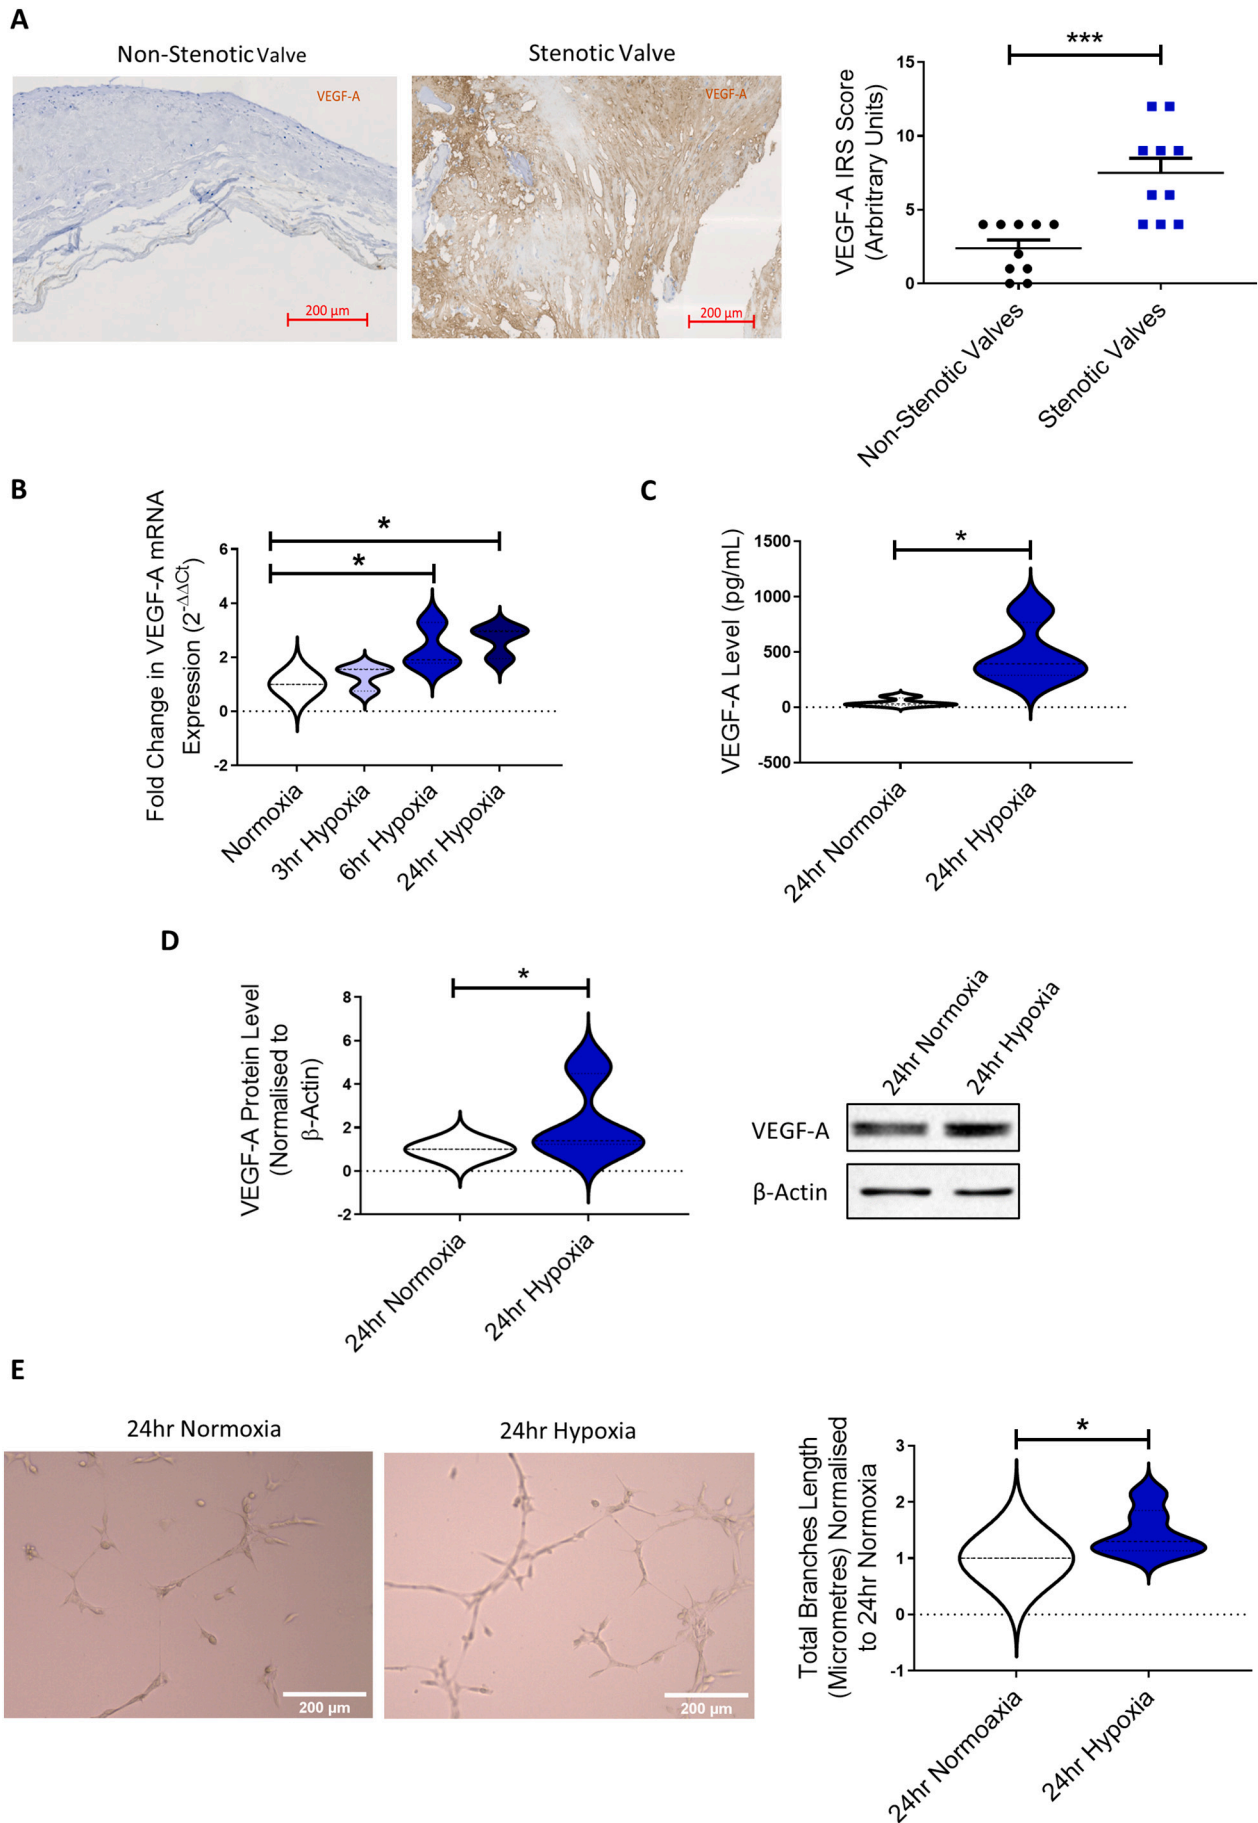 A
Non-Stenotic Valve
Stenotic Valve
VEGF-A
VEGF-A
200 µm
200 µm
***
VEGF-A IRS Score
(Arbritrary Units)
15
10
5
0
Non-Stenotic Valves
Stenotic Valves
B
Fold Change in VEGF-A mRNA
Expression (2^-ΔΔCt)
*
*
6
4
2
0
-2
Normoxia
3hr Hypoxia
6hr Hypoxia
24hr Hypoxia
C
VEGF-A Level (pg/mL)
*
1500
1000
500
0
-500
24hr Normoxia
24hr Hypoxia
D
VEGF-A Protein Level
(Normalised to
β-Actin)
*
8
6
4
2
0
-2
24hr Normoxia
24hr Hypoxia
24hr Normoxia
24hr Hypoxia
VEGF-A
β-Actin
E
24hr Normoxia
24hr Hypoxia
200 µm
200 µm
Total Branches Length
(Micrometres) Normalised
to 24hr Normoxia
*
3
2
1
0
-1
24hr Normoaxia
24hr Hypoxia